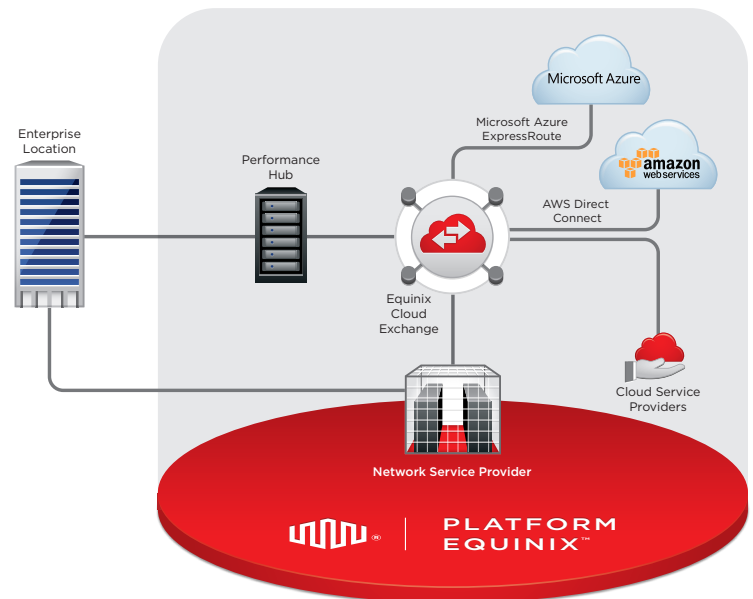 Microsoft Azure
Microsoft Azure
ExpressRoute
Enterprise
Location
Performance
Hub
amazon
web services
AWS Direct
Connect
Equinix
Cloud
Exchange
Cloud Service
Providers
Network Service Provider
®
PLATFORM
EQUINIX™